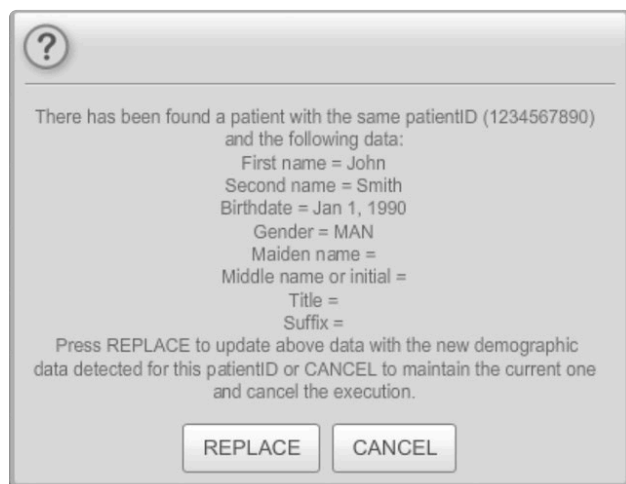 ?
There has been found a patient with the same patientID (1234567890)
and the following data:
First name = John
Second name = Smith
Birthdate = Jan 1, 1990
Gender = MAN
Maiden name =
Middle name or initial =
Title =
Suffix =
Press REPLACE to update above data with the new demographic
data detected for this patientID or CANCEL to maintain the current one
and cancel the execution.
REPLACE CANCEL